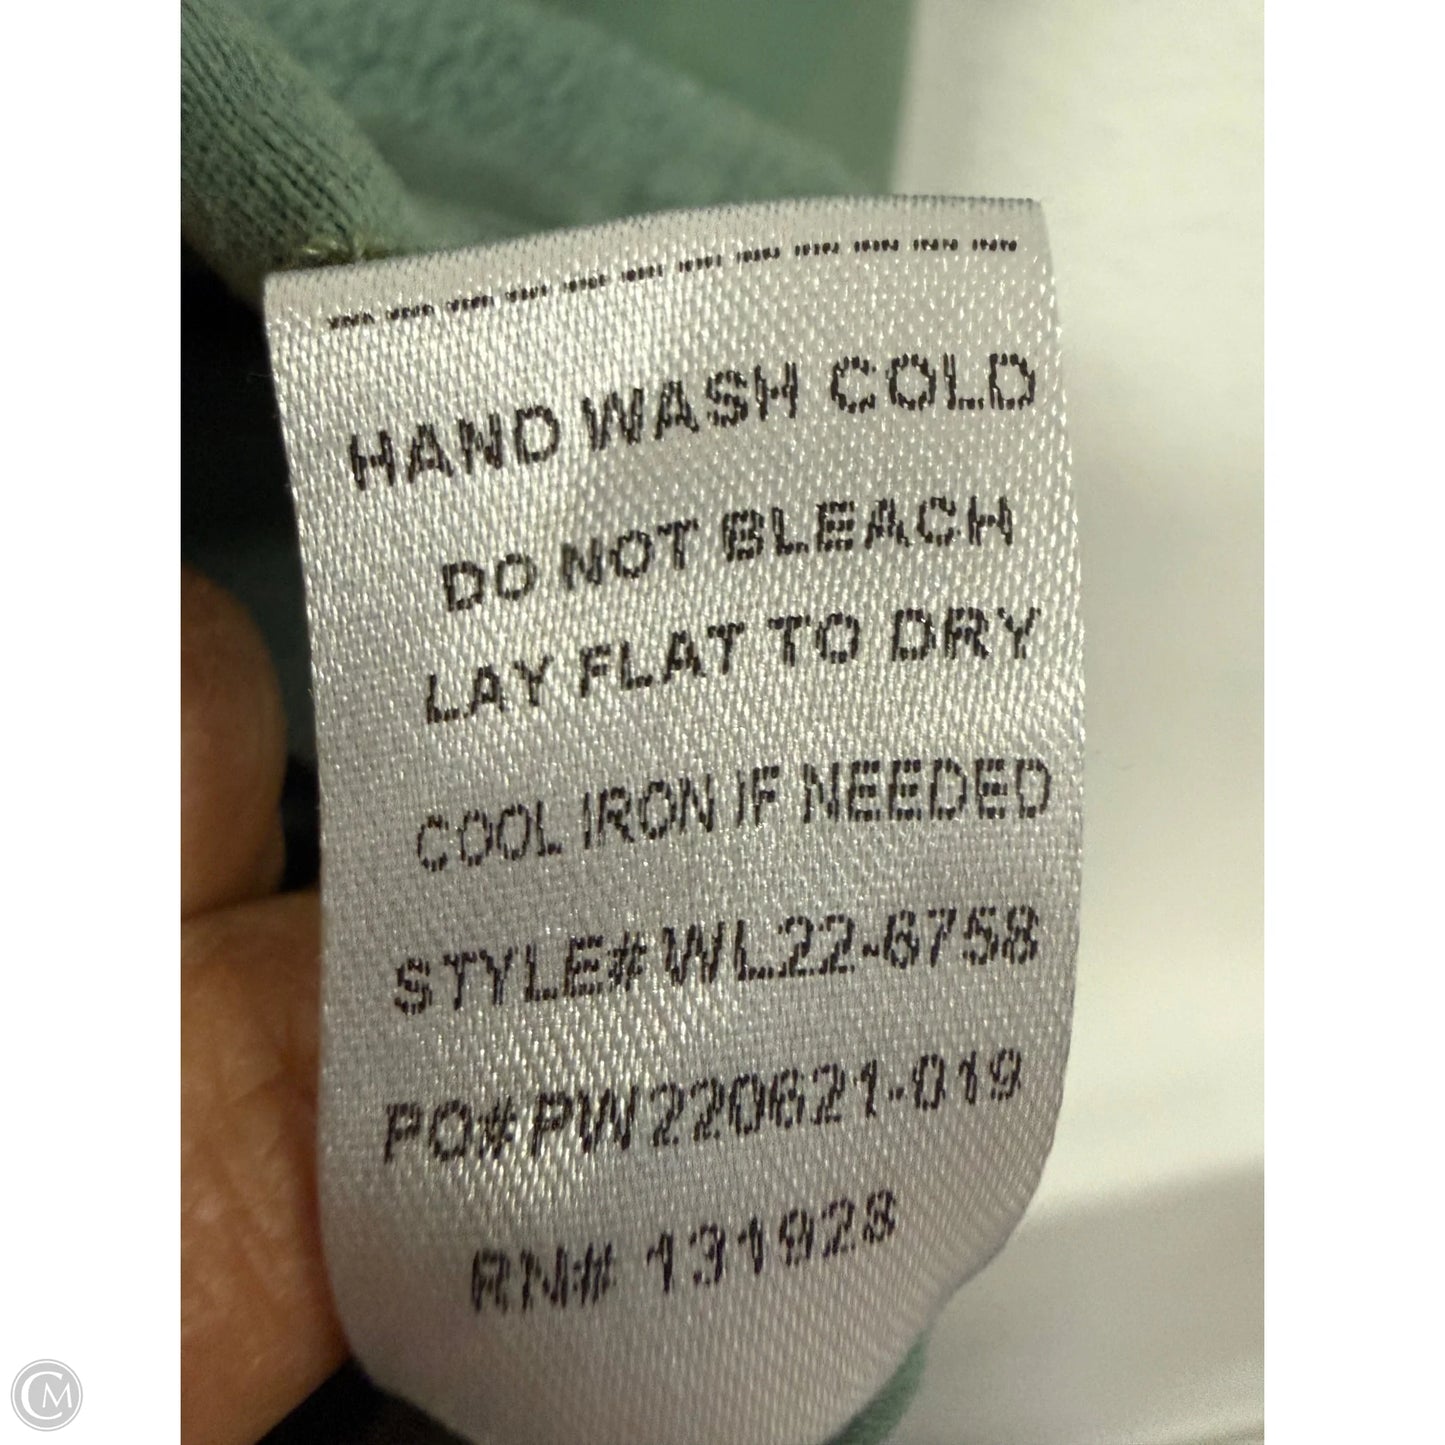 HAND WASH COLD
DO NOT BLEACH
LAY FLAT TO DRY
COOL IRON IF NEEDED
STYLE#WL22-6758
PO#PW220621-019
RN# 131928
CM